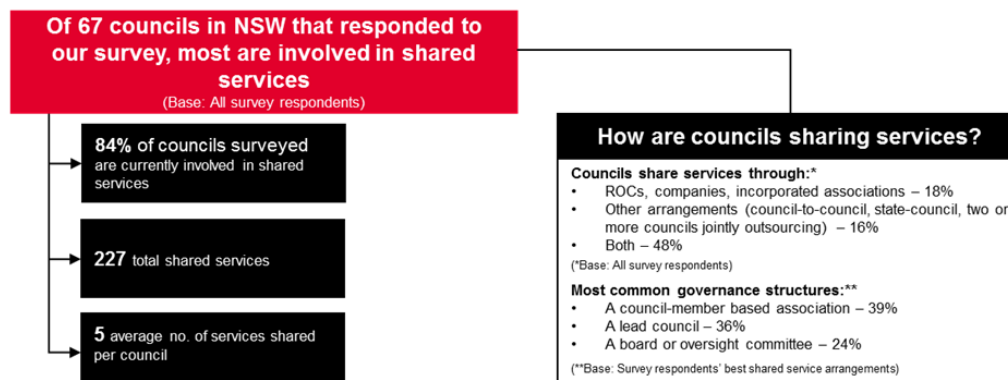 Of 67 councils in NSW that responded to
our survey, most are involved in shared
services
(Base: All survey respondents)
84% of councils surveyed
are currently involved in shared
services
227 total shared services
5 average no. of services shared
per council
How are councils sharing services?
Councils share services through:*
• ROCs, companies, incorporated associations – 18%
• Other arrangements (council-to-council, state-council, two or
more councils jointly outsourcing) – 16%
• Both – 48%
(*Base: All survey respondents)
Most common governance structures:**
• A council-member based association – 39%
• A lead council – 36%
• A board or oversight committee – 24%
(**Base: Survey respondents' best shared service arrangements)